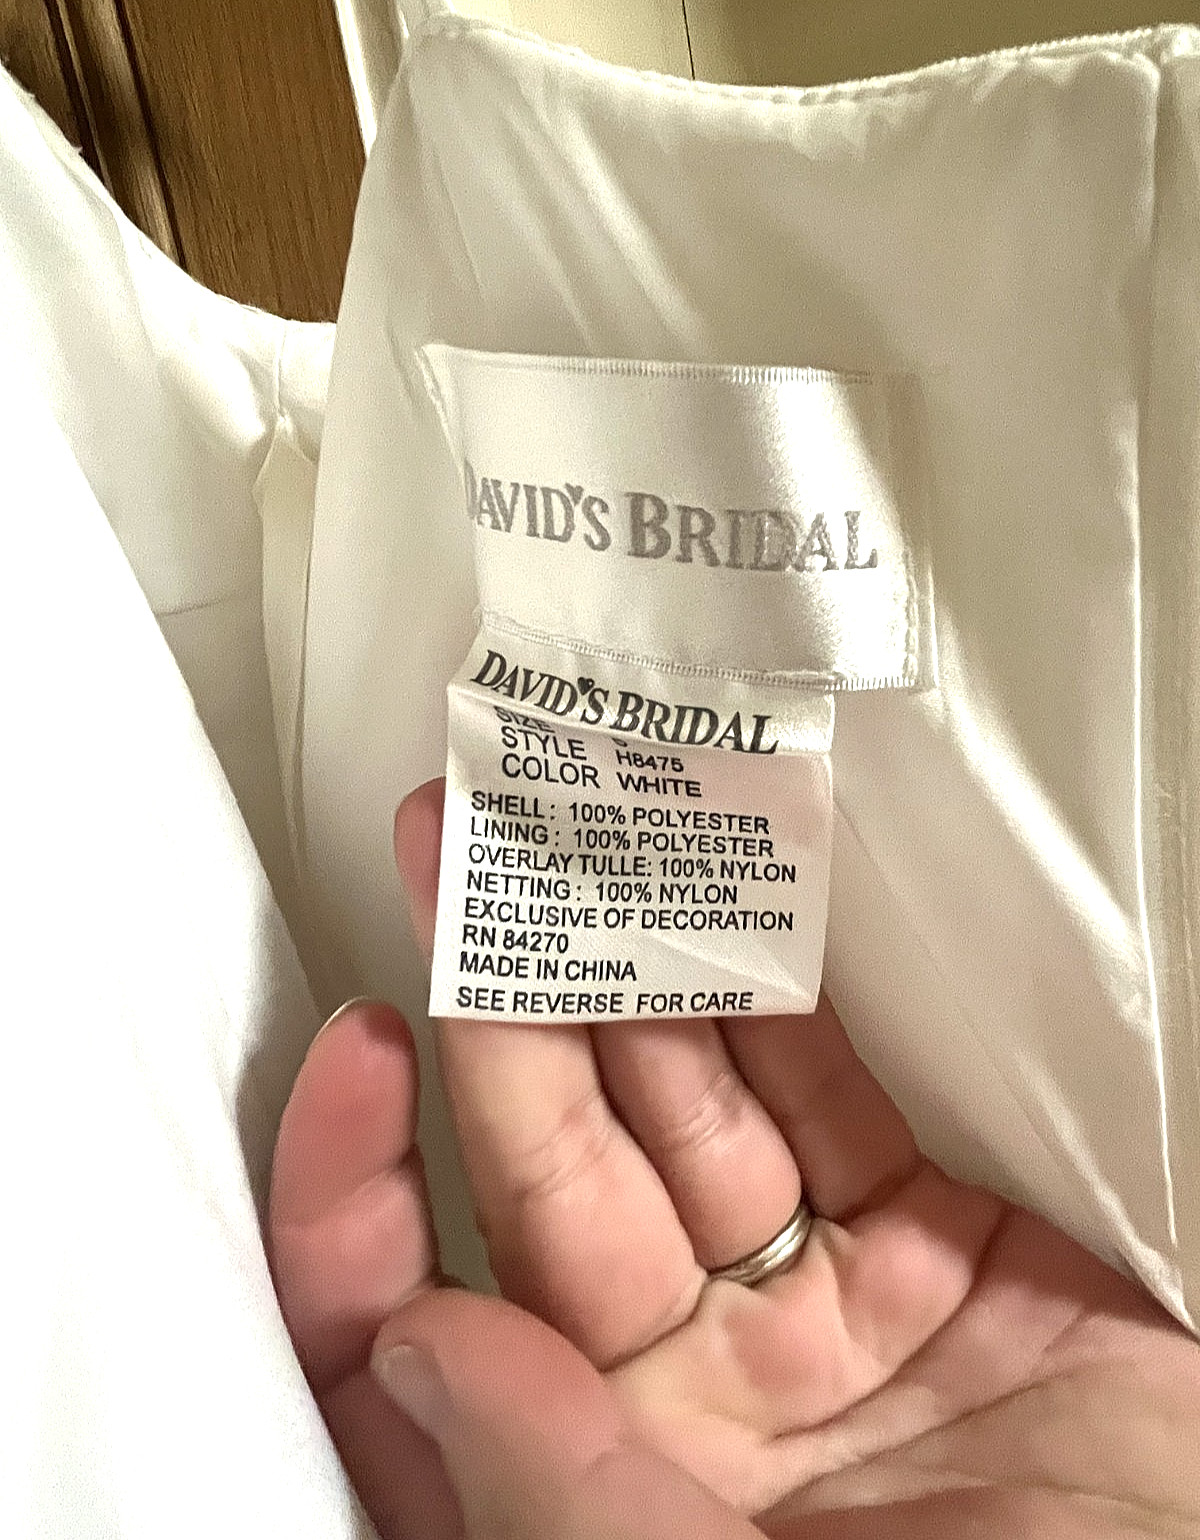 DAVID'S BRIDAL
DAVID'S BRIDAL
SIZE
STYLE H8475
COLOR WHITE
SHELL: 100% POLYESTER
LINING: 100% POLYESTER
OVERLAY TULLE: 100% NYLON
NETTING: 100% NYLON
EXCLUSIVE OF DECORATION
RN 84270
MADE IN CHINA
SEE REVERSE FOR CARE